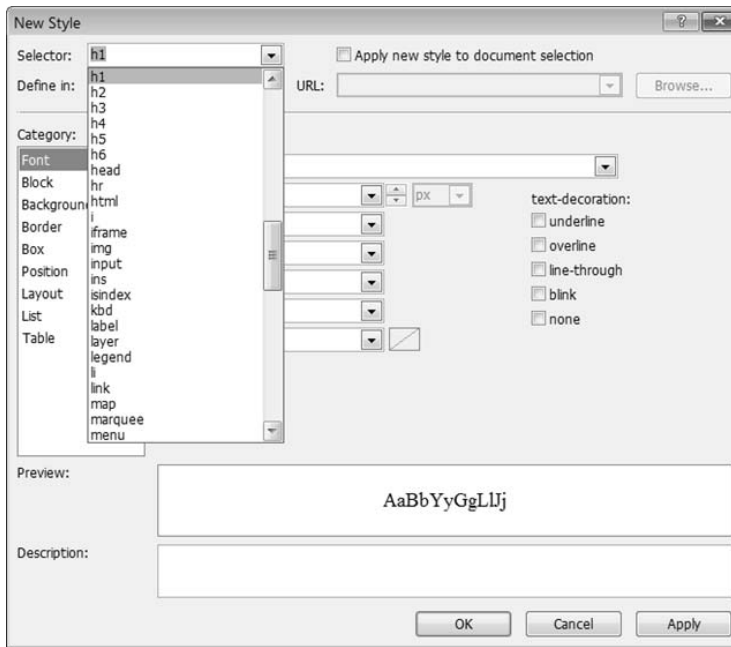 New Style
Selector: h1
Apply new style to document selection
Define in:
URL:
Browse...
h1
h2
h3
h4
h5
h6
head
hr
html
i
iframe
img
input
ins
isindex
kbd
label
layer
legend
li
link
map
marquee
menu
Category:
Font
Block
Background
Border
Box
Position
Layout
List
Table
px
text-decoration:
underline
overline
line-through
blink
none
Preview:
AaBbYyGgLlJj
Description:
OK
Cancel
Apply